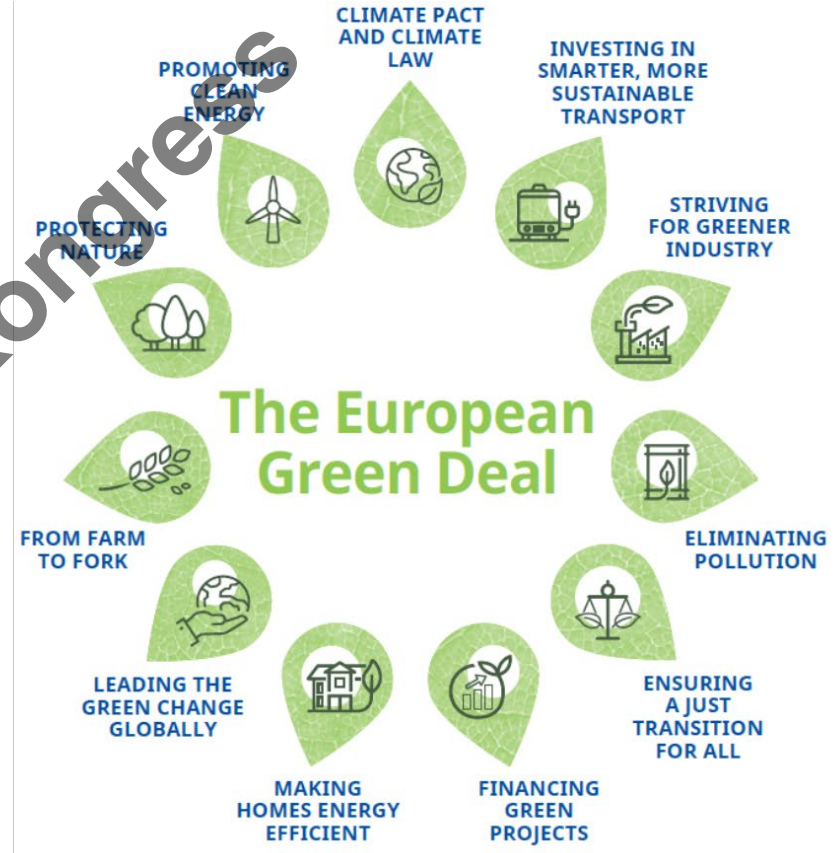 CLIMATE PACT
AND CLIMATE
LAW
INVESTING IN
SMARTER, MORE
SUSTAINABLE
TRANSPORT
STRIVING
FOR GREENER
INDUSTRY
ELIMINATING
POLLUTION
ENSURING
A JUST
TRANSITION
FOR ALL
FINANCING
GREEN
PROJECTS
MAKING
HOMES ENERGY
EFFICIENT
LEADING THE
GREEN CHANGE
GLOBALLY
FROM FARM
TO FORK
PROTECTING
NATURE
PROMOTING
CLEAN
ENERGY
The European
Green Deal
ongress